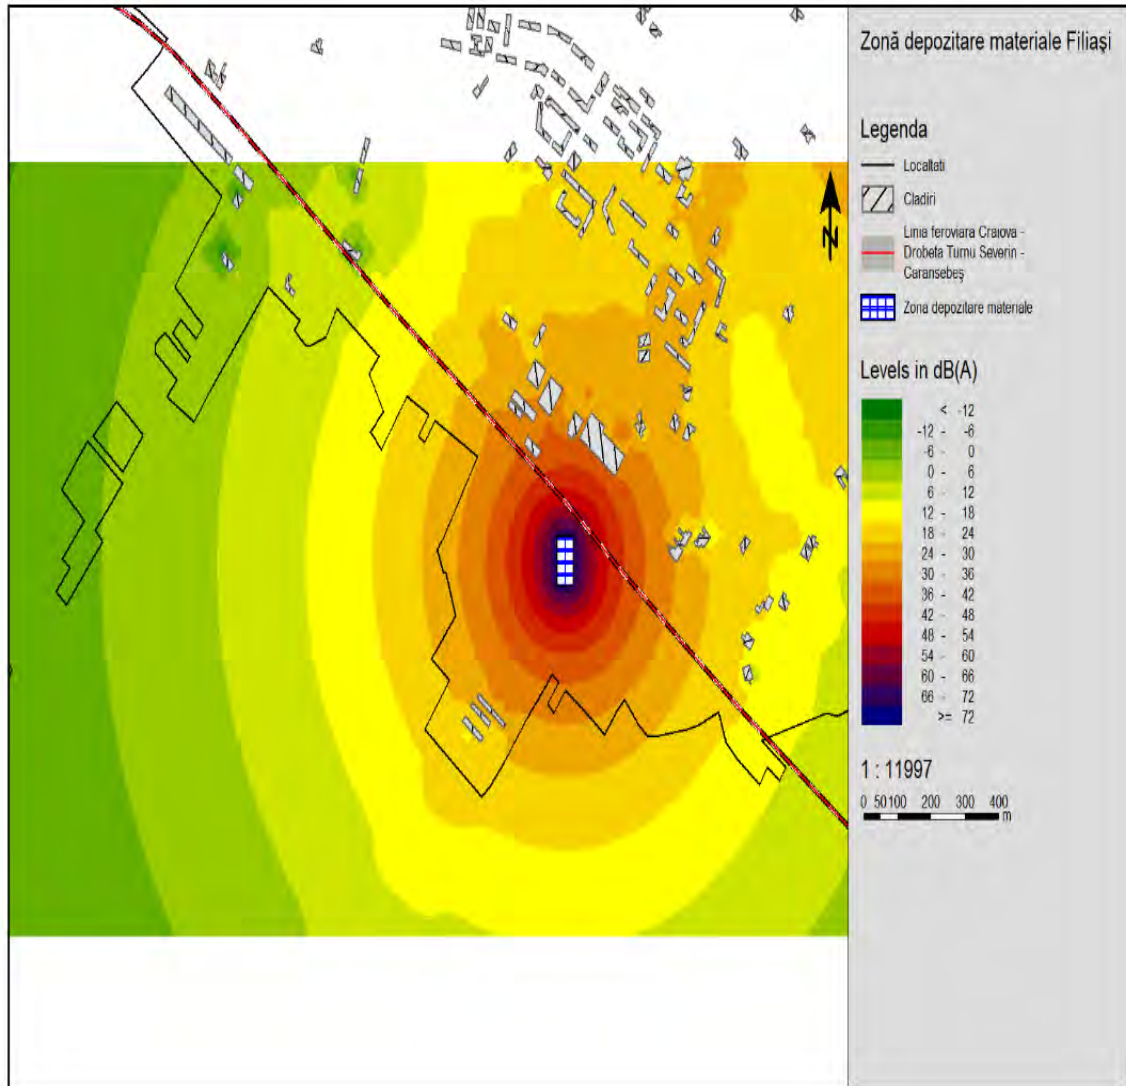 Zonă depozitare materiale Filiași
Legenda
Localitati
Cladiri
Linia feroviara Craiova -
Drobeta Turnu Severin -
Caransebeș
Zona depozitare materiale
N
Levels in dB(A)
< -12
-12 - -6
-6 - 0
0 - 6
6 - 12
12 - 18
18 - 24
24 - 30
30 - 36
36 - 42
42 - 48
48 - 54
54 - 60
60 - 66
66 - 72
>= 72
1 : 11997
0 50 100 200 300 400
m